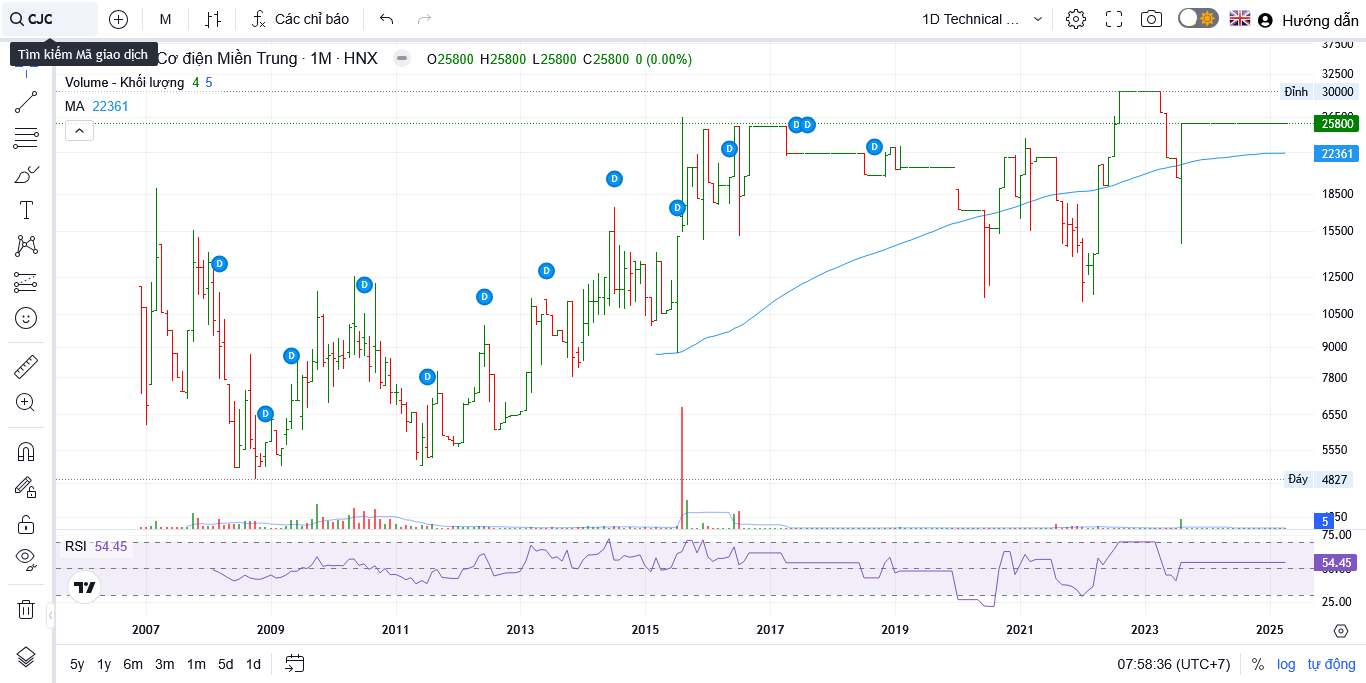 CJC M Các chỉ báo 1D Technical ... Hướng dẫn
Tìm kiếm Mã giao dịch
Cơ điện Miền Trung · 1M · HNX O25800 H25800 L25800 C25800 0 (0.00%)
Volume - Khối lượng 4 5
MA 22361
37500
32500
Đỉnh 30000
25800
22361
18500
15500
12500
10500
9000
7800
6550
5550
Đáy 4827
5
D D
D
D
D
D
D
D
D
D
D
D
D
75.00
RSI 54.45
54.45
25.00
2007 2009 2011 2013 2015 2017 2019 2021 2023 2025
5y 1y 6m 3m 1m 5d 1d 07:58:36 (UTC+7) % log tự động